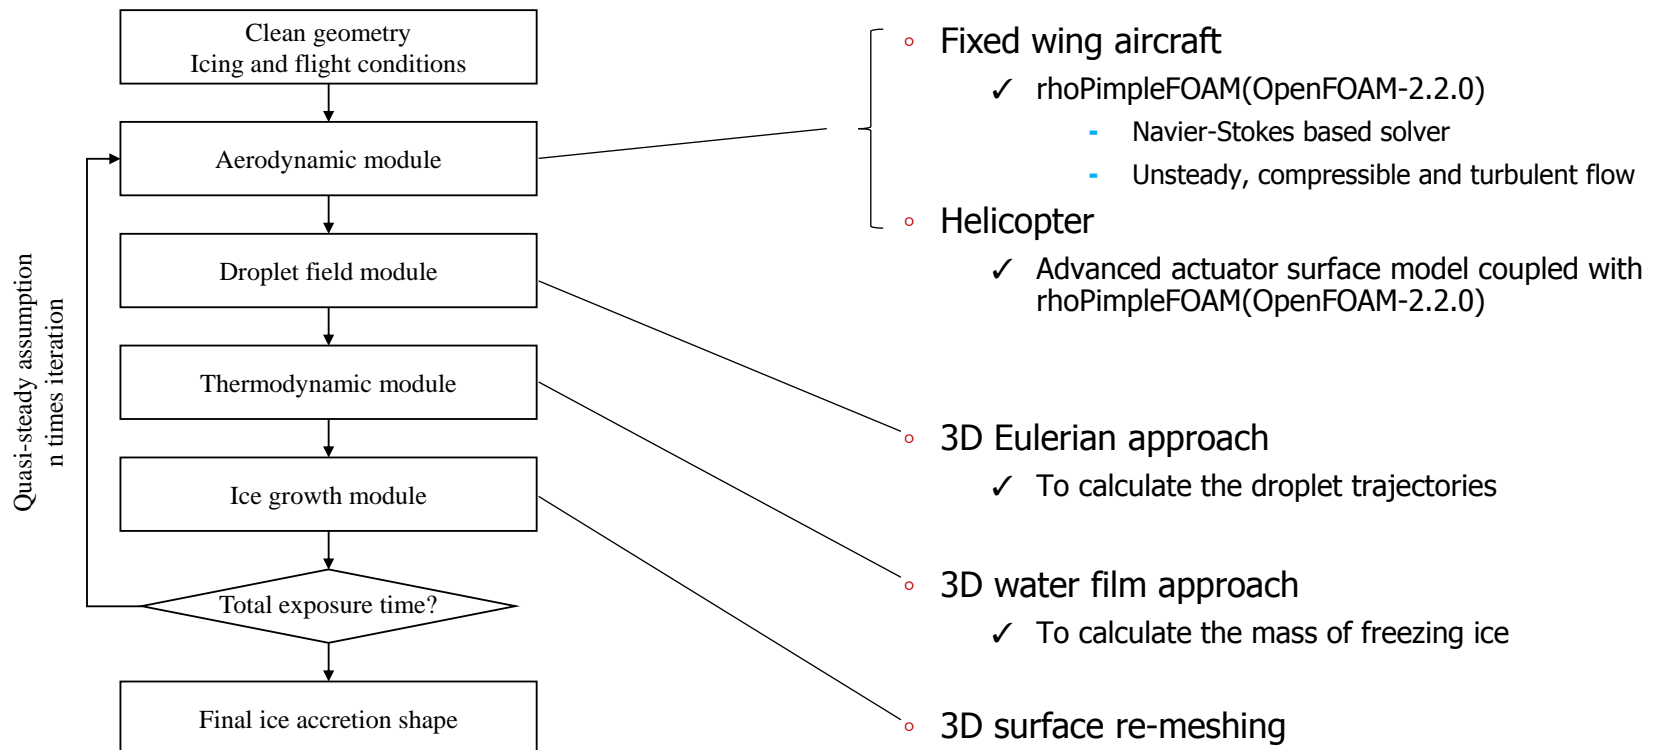 Clean geometry
Icing and flight conditions
Aerodynamic module
Droplet field module
Thermodynamic module
Ice growth module
Total exposure time?
Final ice accretion shape
Quasi-steady assumption
n times iteration
Fixed wing aircraft
✓ rhoPimpleFOAM(OpenFOAM-2.2.0)
- Navier-Stokes based solver
- Unsteady, compressible and turbulent flow
Helicopter
✓ Advanced actuator surface model coupled with
rhoPimpleFOAM(OpenFOAM-2.2.0)
3D Eulerian approach
✓ To calculate the droplet trajectories
3D water film approach
✓ To calculate the mass of freezing ice
3D surface re-meshing